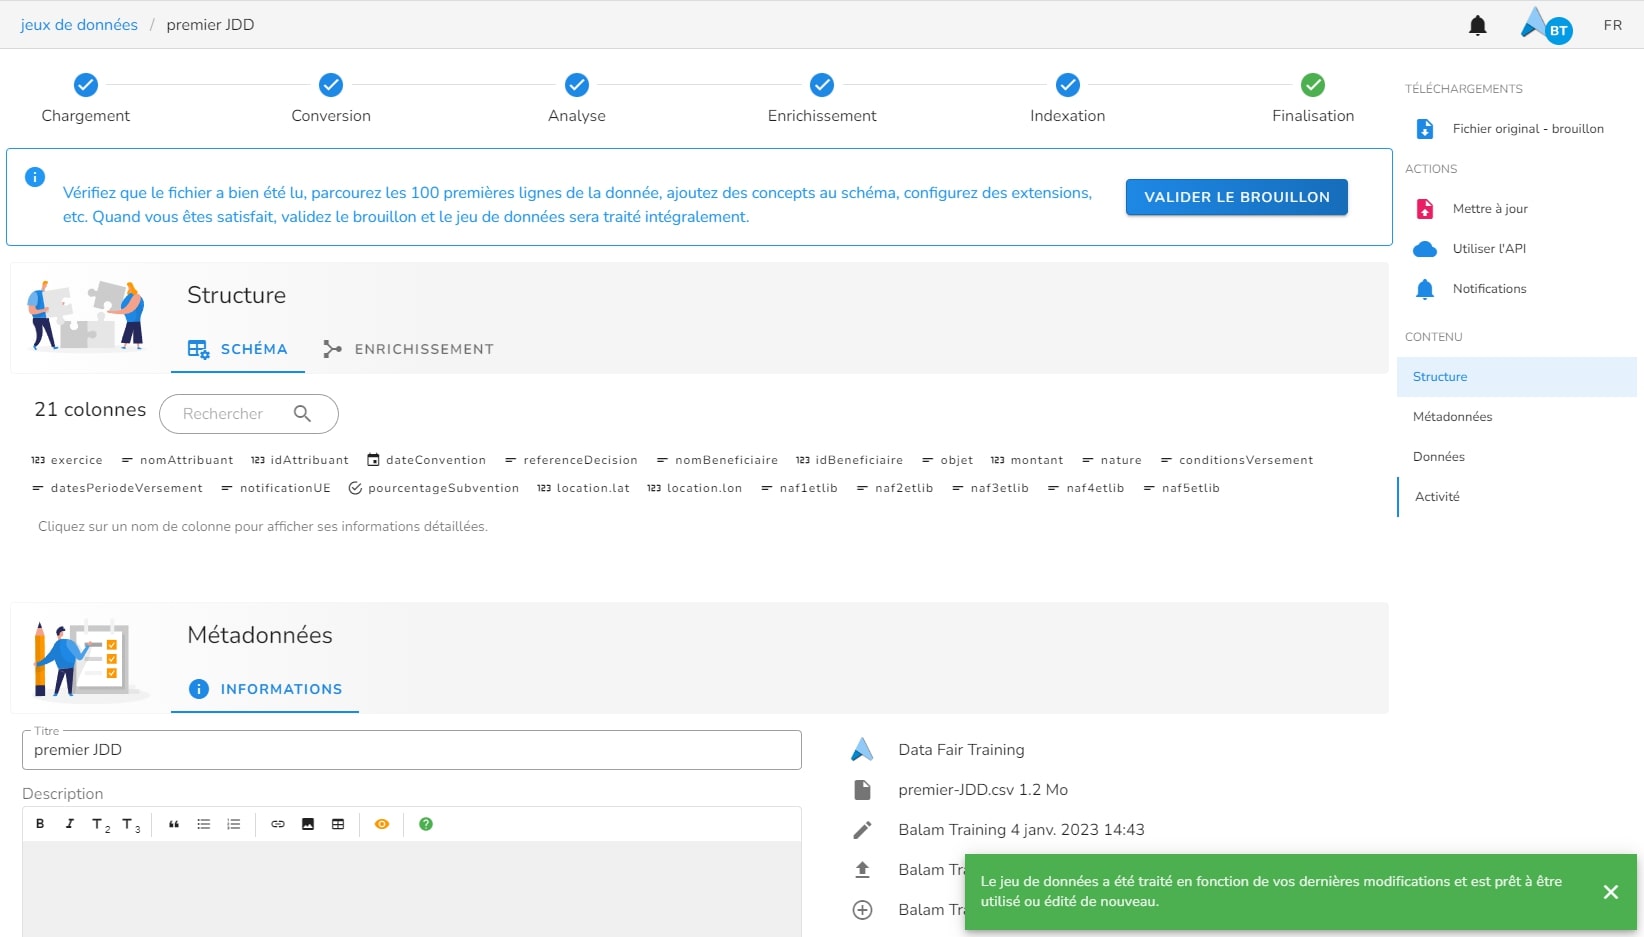 jeux de données / premier JDD
BT FR
Chargement Conversion Analyse Enrichissement Indexation Finalisation
Vérifiez que le fichier a bien été lu, parcourez les 100 premières lignes de la donnée, ajoutez des concepts au schéma, configurez des extensions,
etc. Quand vous êtes satisfait, validez le brouillon et le jeu de données sera traité intégralement.
VALIDER LE BROUILLON
Structure
SCHÉMA ENRICHISSEMENT
21 colonnes Rechercher
123 exercice nomAttribuant 123 idAttribuant dateConvention referenceDecision nomBeneficiaire 123 idBeneficiaire objet 123 montant nature conditionsVersement
datesPeriodeVersement notificationUE pourcentageSubvention 123 location.lat 123 location.lon naf1etlib naf2etlib naf3etlib naf4etlib naf5etlib
Cliquez sur un nom de colonne pour afficher ses informations détaillées.
Métadonnées
INFORMATIONS
Titre
premier JDD
Description
B I T2 T3
Data Fair Training
premier-JDD.csv 1.2 Mo
Balam Training 4 janv. 2023 14:43
Balam
Balam
TÉLÉCHARGEMENTS
Fichier original - brouillon
ACTIONS
Mettre à jour
Utiliser l'API
Notifications
CONTENU
Structure
Métadonnées
Données
Activité
Le jeu de données a été traité en fonction de vos dernières modifications et est prêt à être
utilisé ou édité de nouveau.